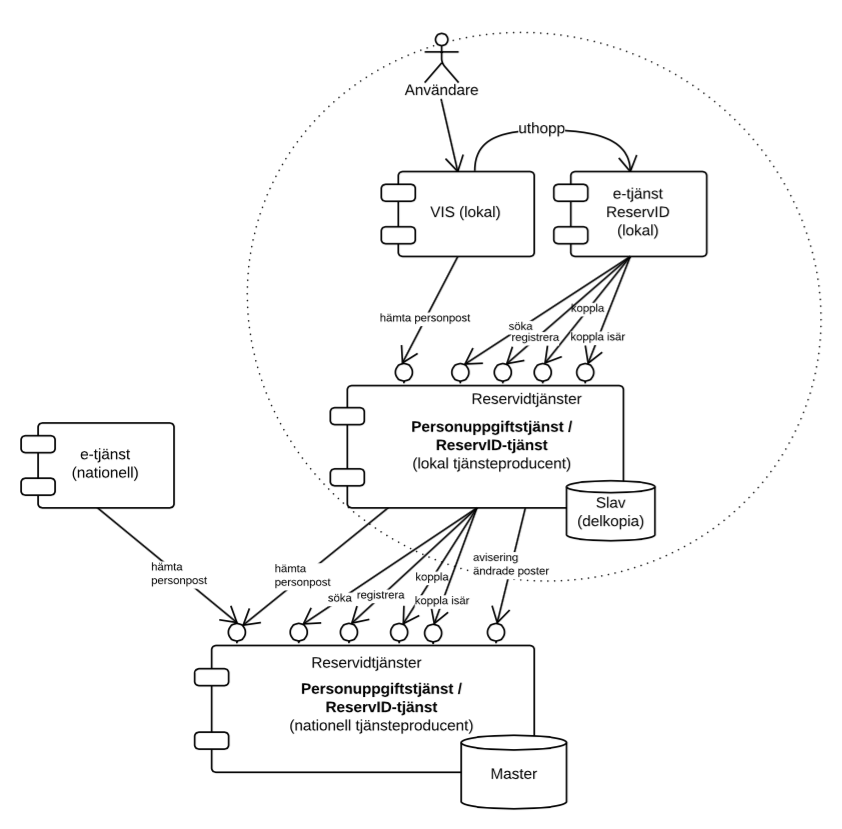 Användare
uthopp
VIS (lokal)
e-tjänst
ReservID
(lokal)
hämta personpost
söka
registrera
koppla
koppla isär
Reservidtjänster
Personuppgiftstjänst /
ReservID-tjänst
(lokal tjänsteproducent)
Slav
(delkopia)
e-tjänst
(nationell)
hämta
personpost
hämta
personpost
söka
registrera
koppla
koppla isär
avisering
ändrade poster
Reservidtjänster
Personuppgiftstjänst /
ReservID-tjänst
(nationell tjänsteproducent)
Master